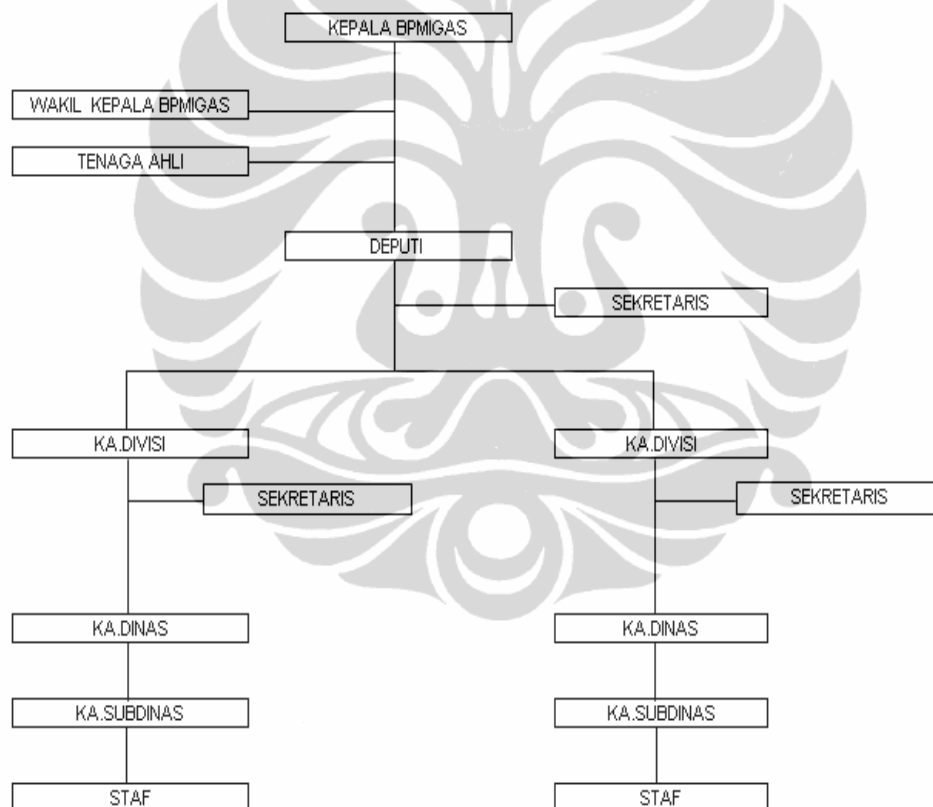 KEPALA BPMIGAS
WAKIL KEPALA BPMIGAS
TENAGA AHLI
DEPUTI
SEKRETARIS
KA.DIVISI
KA.DIVISI
SEKRETARIS
SEKRETARIS
KA.DINAS
KA.DINAS
KA.SUBDINAS
KA.SUBDINAS
STAF
STAF